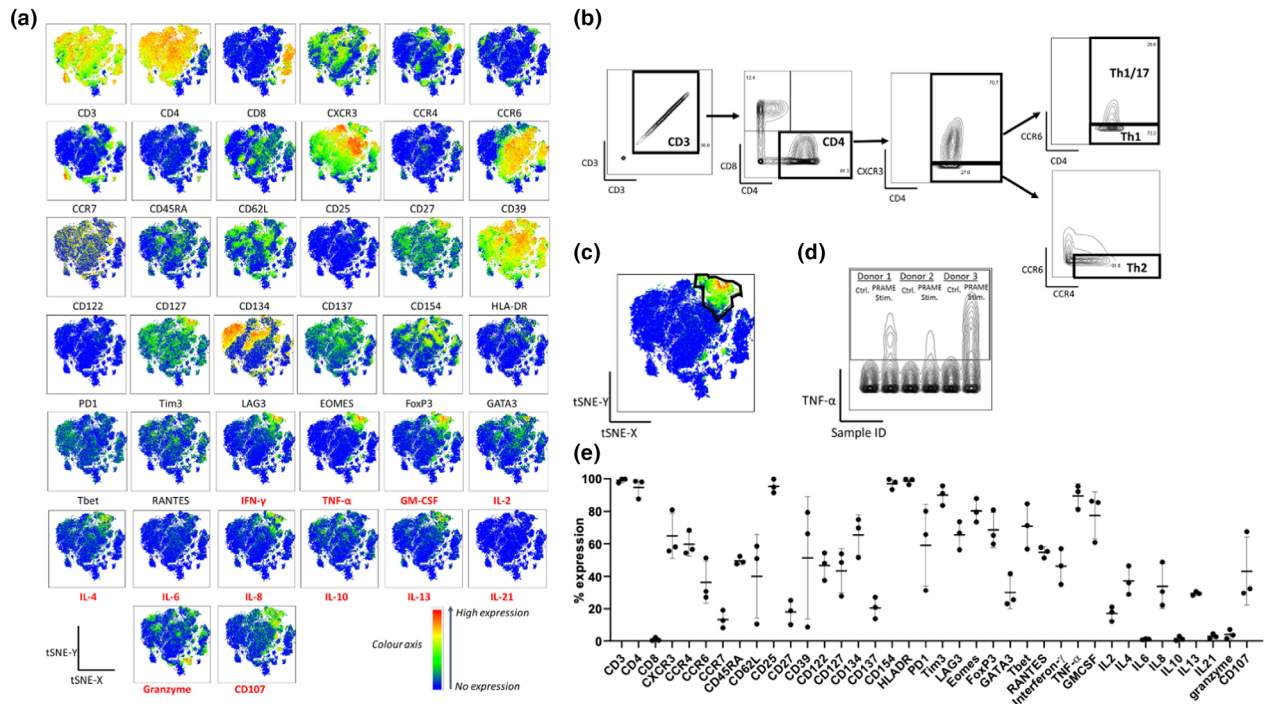 (a)
CD3 CD4 CD8 CXCR3 CCR4 CCR6
CCR7 CD45RA CD62L CD25 CD27 CD39
CD122 CD127 CD134 CD137 CD154 HLA-DR
PD1 Tim3 LAG3 EOMES FoxP3 GATA3
Tbet RANTES IFN-γ TNF-α GM-CSF IL-2
IL-4 IL-6 IL-8 IL-10 IL-13 IL-21
Granzyme CD107
tSNE-Y
tSNE-X
High expression
Colour axis
No expression
(b)
CD3
CD3
CD3
12.4
CD4
CD8
CD4
70.7
27.0
CXCR3
CD4
Th1/17
Th1
CCR6
CD4
Th2
CCR6
CCR4
(c)
tSNE-Y
tSNE-X
(d)
Donor 1 Donor 2 Donor 3
Ctrl. PRAME Ctrl. PRAME Ctrl. PRAME
Stim. Stim. Stim.
TNF-α
Sample ID
(e)
% expression
100
80
60
40
20
0
CD3 CD4 CD8 CXCR3 CCR4 CCR6 CCR7 CD45RA CD62L CD25 CD27 CD39 CD122 CD127 CD134 CD137 CD154 HLADR PD1 Tim3 LAG3 Eomes FoxP3 GATA3 Tbet RANTES Interferon-γ TNF-α GMCSF IL2 IL4 IL6 IL8 IL10 IL13 IL21 granzyme CD107